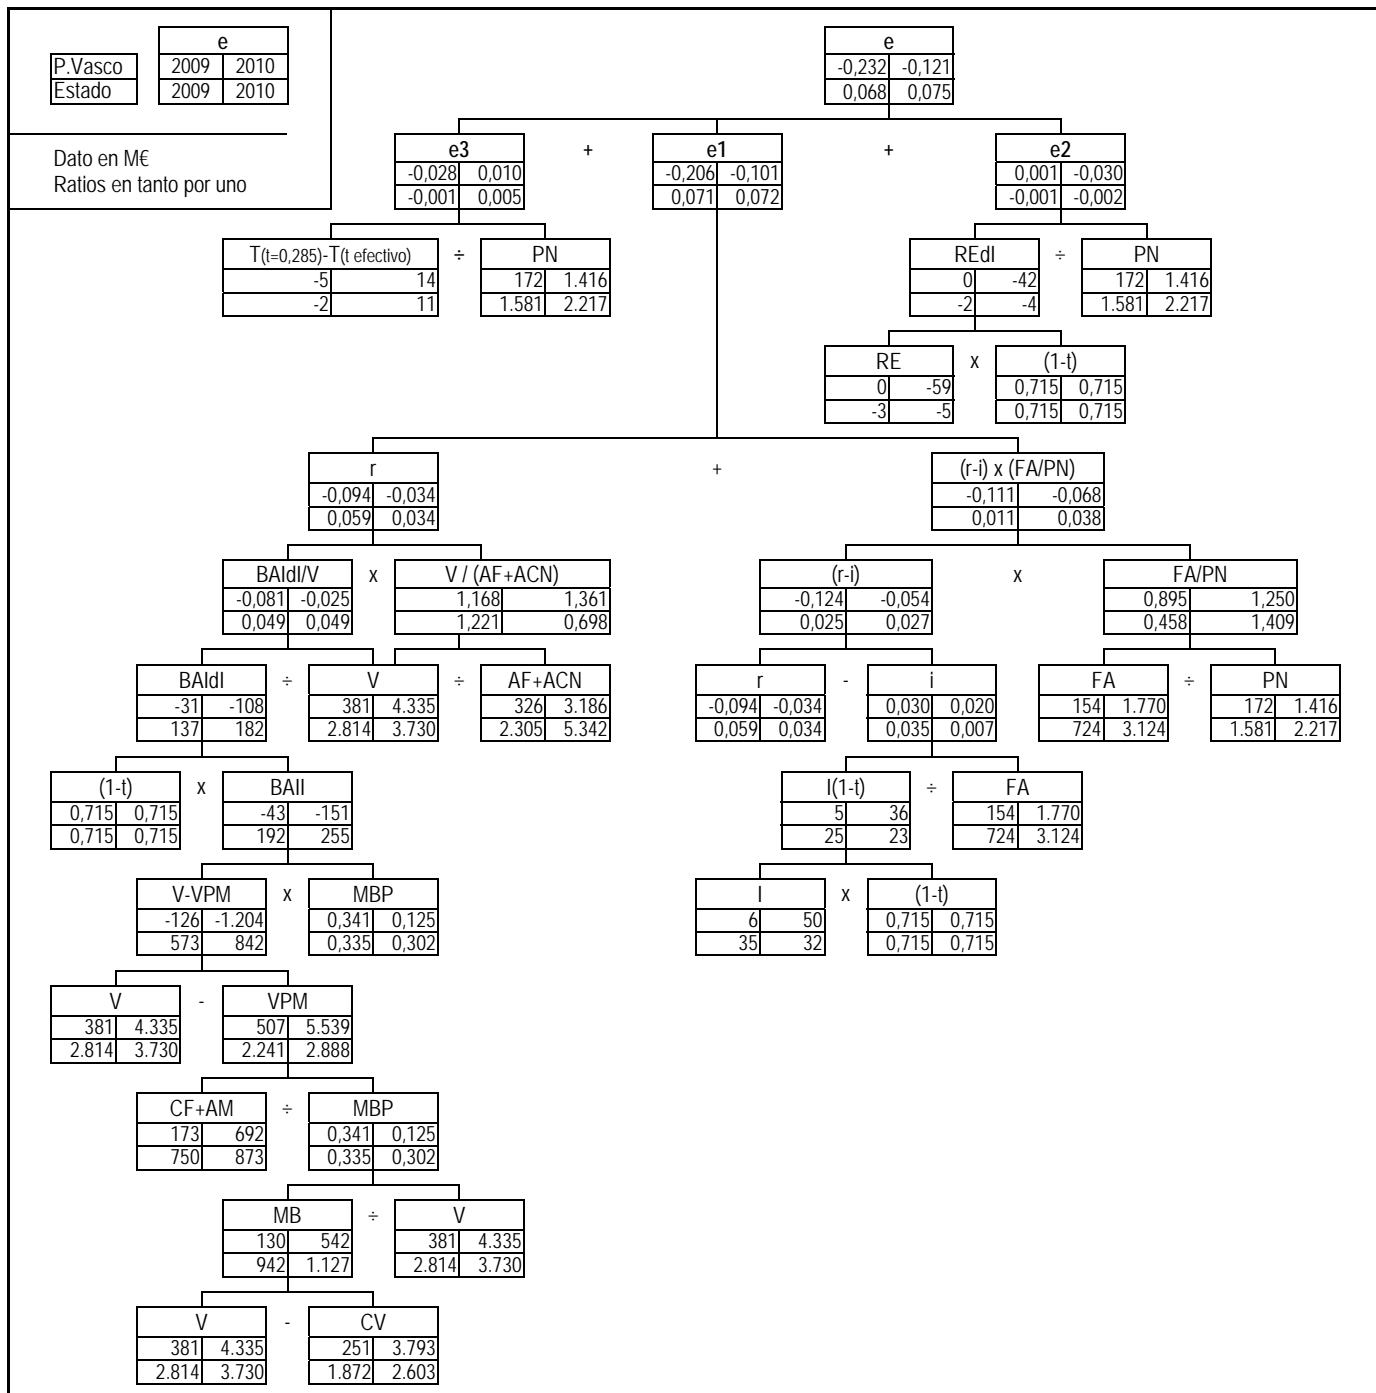 e
P.Vasco 2009 2010
Estado 2009 2010
Dato en M€
Ratios en tanto por uno
e
-0,232 -0,121
0,068 0,075
e3 + e1 + e2
-0,028 0,010 -0,206 -0,101 0,001 -0,030
-0,001 0,005 0,071 0,072 -0,001 -0,002
T(t=0,285)-T(t efectivo) ÷ PN REdI ÷ PN
-5 14 172 1.416 0 -42 172 1.416
-2 11 1.581 2.217 -2 -4 1.581 2.217
RE x (1-t)
0 -59 0,715 0,715
-3 -5 0,715 0,715
r + (r-i) x (FA/PN)
-0,094 -0,034 -0,111 -0,068
0,059 0,034 0,011 0,038
BAIdI/V x V / (AF+ACN) (r-i) x FA/PN
-0,081 -0,025 1,168 1,361 -0,124 -0,054 0,895 1,250
0,049 0,049 1,221 0,698 0,025 0,027 0,458 1,409
BAIdI ÷ V ÷ AF+ACN r - i FA ÷ PN
-31 -108 381 4.335 326 3.186 -0,094 -0,034 0,030 0,020 154 1.770 172 1.416
137 182 2.814 3.730 2.305 5.342 0,059 0,034 0,035 0,007 724 3.124 1.581 2.217
(1-t) x BAII I(1-t) ÷ FA
0,715 0,715 -43 -151 5 36 154 1.770
0,715 0,715 192 255 25 23 724 3.124
V-VPM x MBP I x (1-t)
-126 -1.204 0,341 0,125 6 50 0,715 0,715
573 842 0,335 0,302 35 32 0,715 0,715
V - VPM
381 4.335 507 5.539
2.814 3.730 2.241 2.888
CF+AM ÷ MBP
173 692 0,341 0,125
750 873 0,335 0,302
MB ÷ V
130 542 381 4.335
942 1.127 2.814 3.730
V - CV
381 4.335 251 3.793
2.814 3.730 1.872 2.603